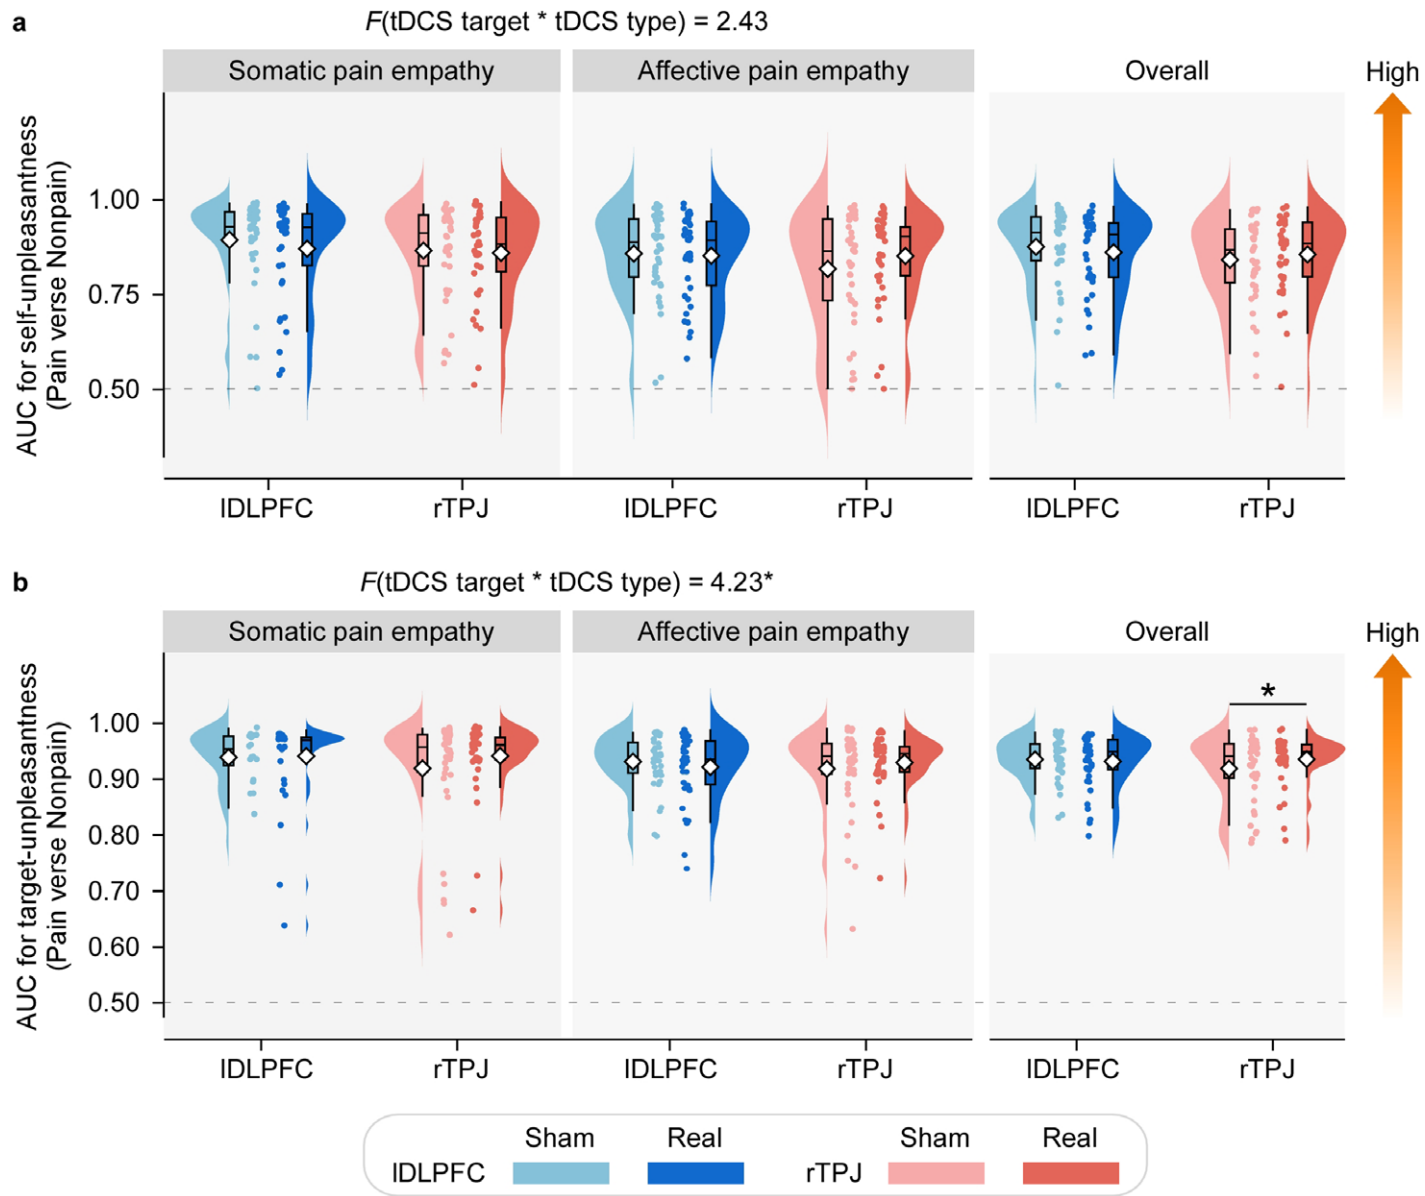 a
F(tDCS target * tDCS type) = 2.43
Somatic pain empathy
Affective pain empathy
Overall
High
AUC for self-unpleasantness
(Pain verse Nonpain)
1.00
0.75
0.50
lDLPFC
rTPJ
lDLPFC
rTPJ
lDLPFC
rTPJ
b
F(tDCS target * tDCS type) = 4.23*
Somatic pain empathy
Affective pain empathy
Overall
High
*
AUC for target-unpleasantness
(Pain verse Nonpain)
1.00
0.90
0.80
0.70
0.60
0.50
lDLPFC
rTPJ
lDLPFC
rTPJ
lDLPFC
rTPJ
Sham Real Sham Real
lDLPFC rTPJ